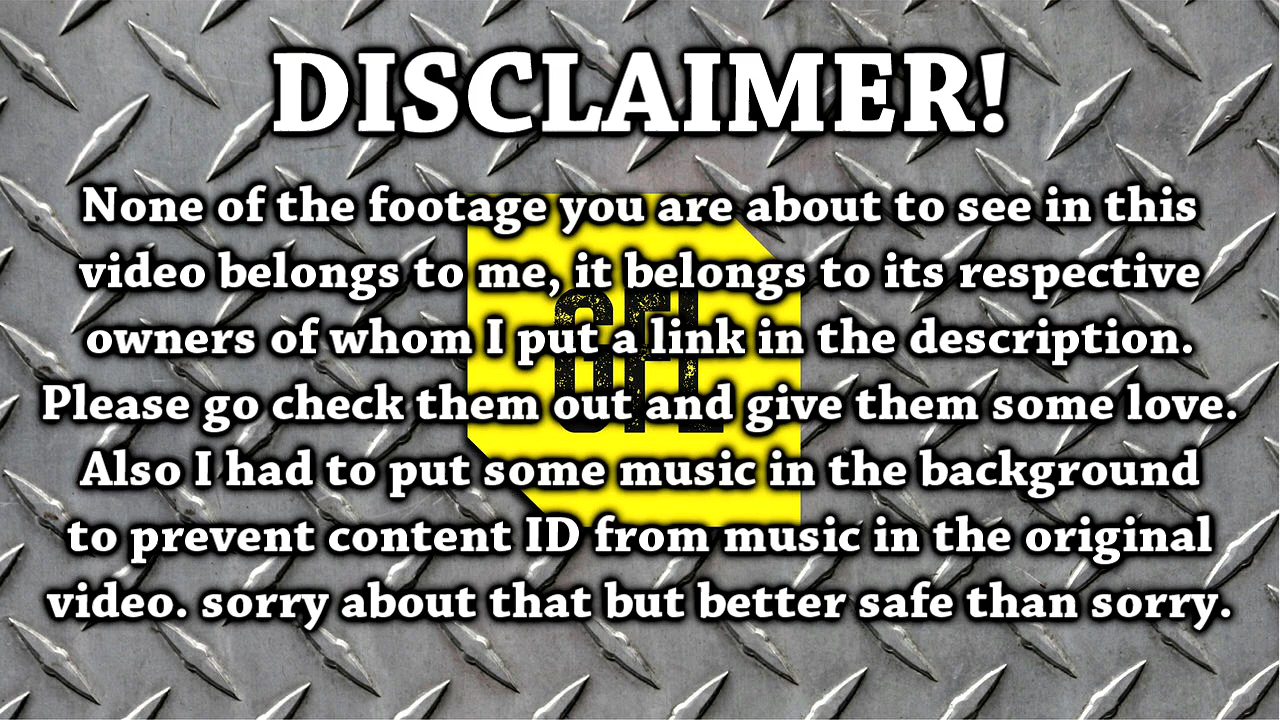 DISCLAIMER!
None of the footage you are about to see in this
video belongs to me, it belongs to its respective
owners of whom I put a link in the description.
Please go check them out and give them some love.
Also I had to put some music in the background
to prevent content ID from music in the original
video. sorry about that but better safe than sorry.
GFL